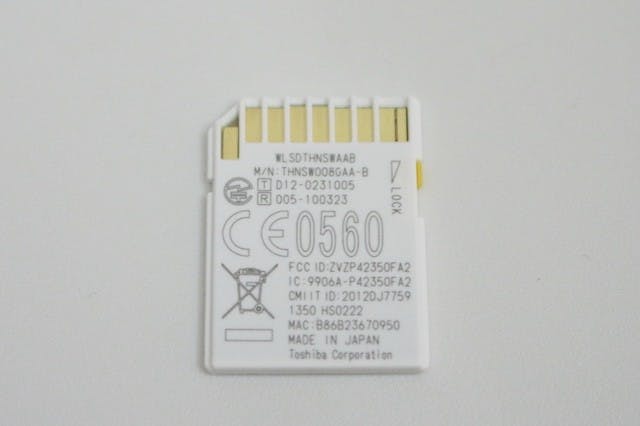 WLSDTHNSWAAB
M/N:THNSW008GAA-B
T D12-0231005
R 005-100323
LOCK
CE0560
FCC ID:ZVZP42350FA2
IC:9906A-P42350FA2
CMIIT ID:2012DJ7759
1350 HS0222
MAC:B86B23670950
MADE IN JAPAN
Toshiba Corporation